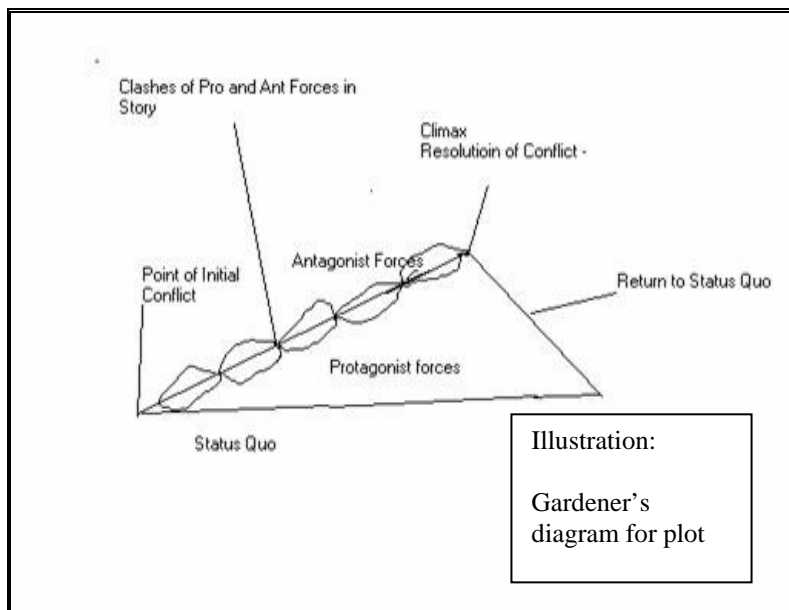 Clashes of Pro and Ant Forces in
Story
Climax
Resolutioin of Conflict -
Antagonist Forces
Point of Initial
Conflict
Return to Status Quo
Protagonist forces
Status Quo
Illustration:
Gardener's
diagram for plot